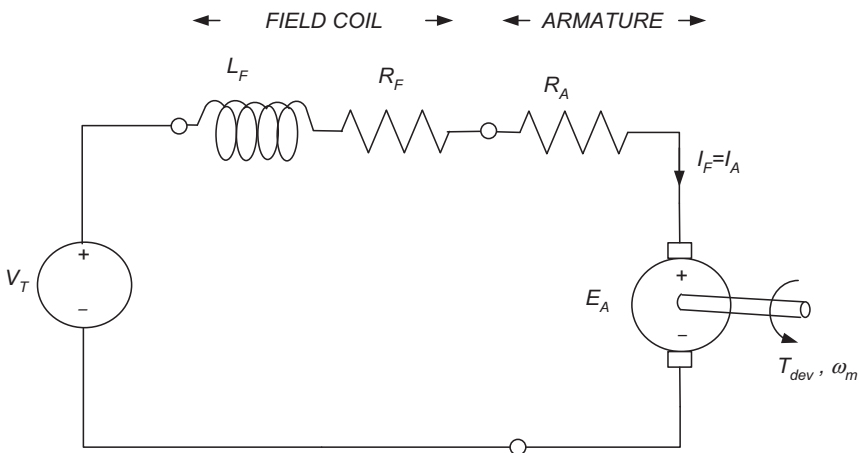 ← FIELD COIL → ← ARMATURE →
L_F
R_F
R_A
I_F=I_A
V_T
+
−
E_A
+
−
T_dev , ω_m